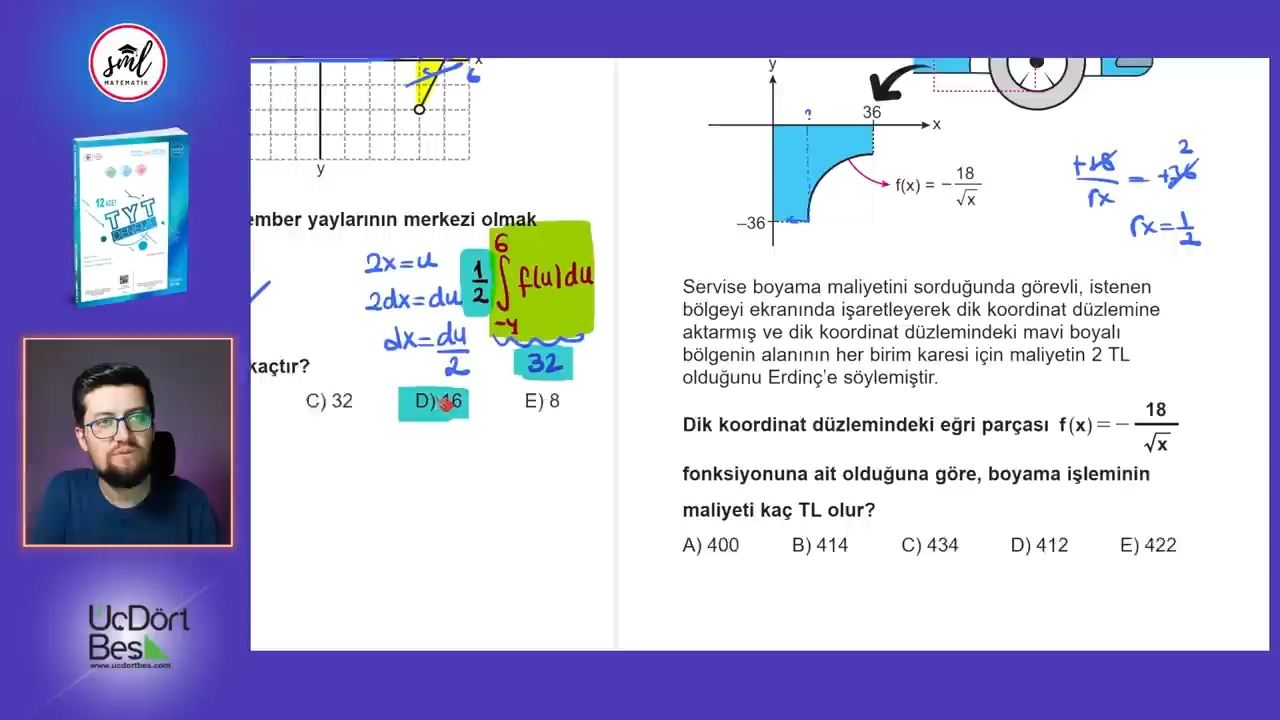 sml
MATEMATİK
12 ADET
TYT
DENEME
ÜçDört
Beş
www.ucdortbes.com
x
5
6
y
ember yaylarının merkezi olmak
2x=u
2dx=du
dx=du/2
1/2 ∫ f(u)du
6
-4
32
kaçtır?
C) 32
D) 16
E) 8
y
?
36
x
f(x) = − 18/√x
−36
+18/√x = +36
2
√x = 1/2
Servise boyama maliyetini sorduğunda görevli, istenen
bölgeyi ekranında işaretleyerek dik koordinat düzlemine
aktarmış ve dik koordinat düzlemindeki mavi boyalı
bölgenin alanının her birim karesi için maliyetin 2 TL
olduğunu Erdinç’e söylemiştir.
Dik koordinat düzlemindeki eğri parçası f(x) = − 18/√x
fonksiyonuna ait olduğuna göre, boyama işleminin
maliyeti kaç TL olur?
A) 400
B) 414
C) 434
D) 412
E) 422